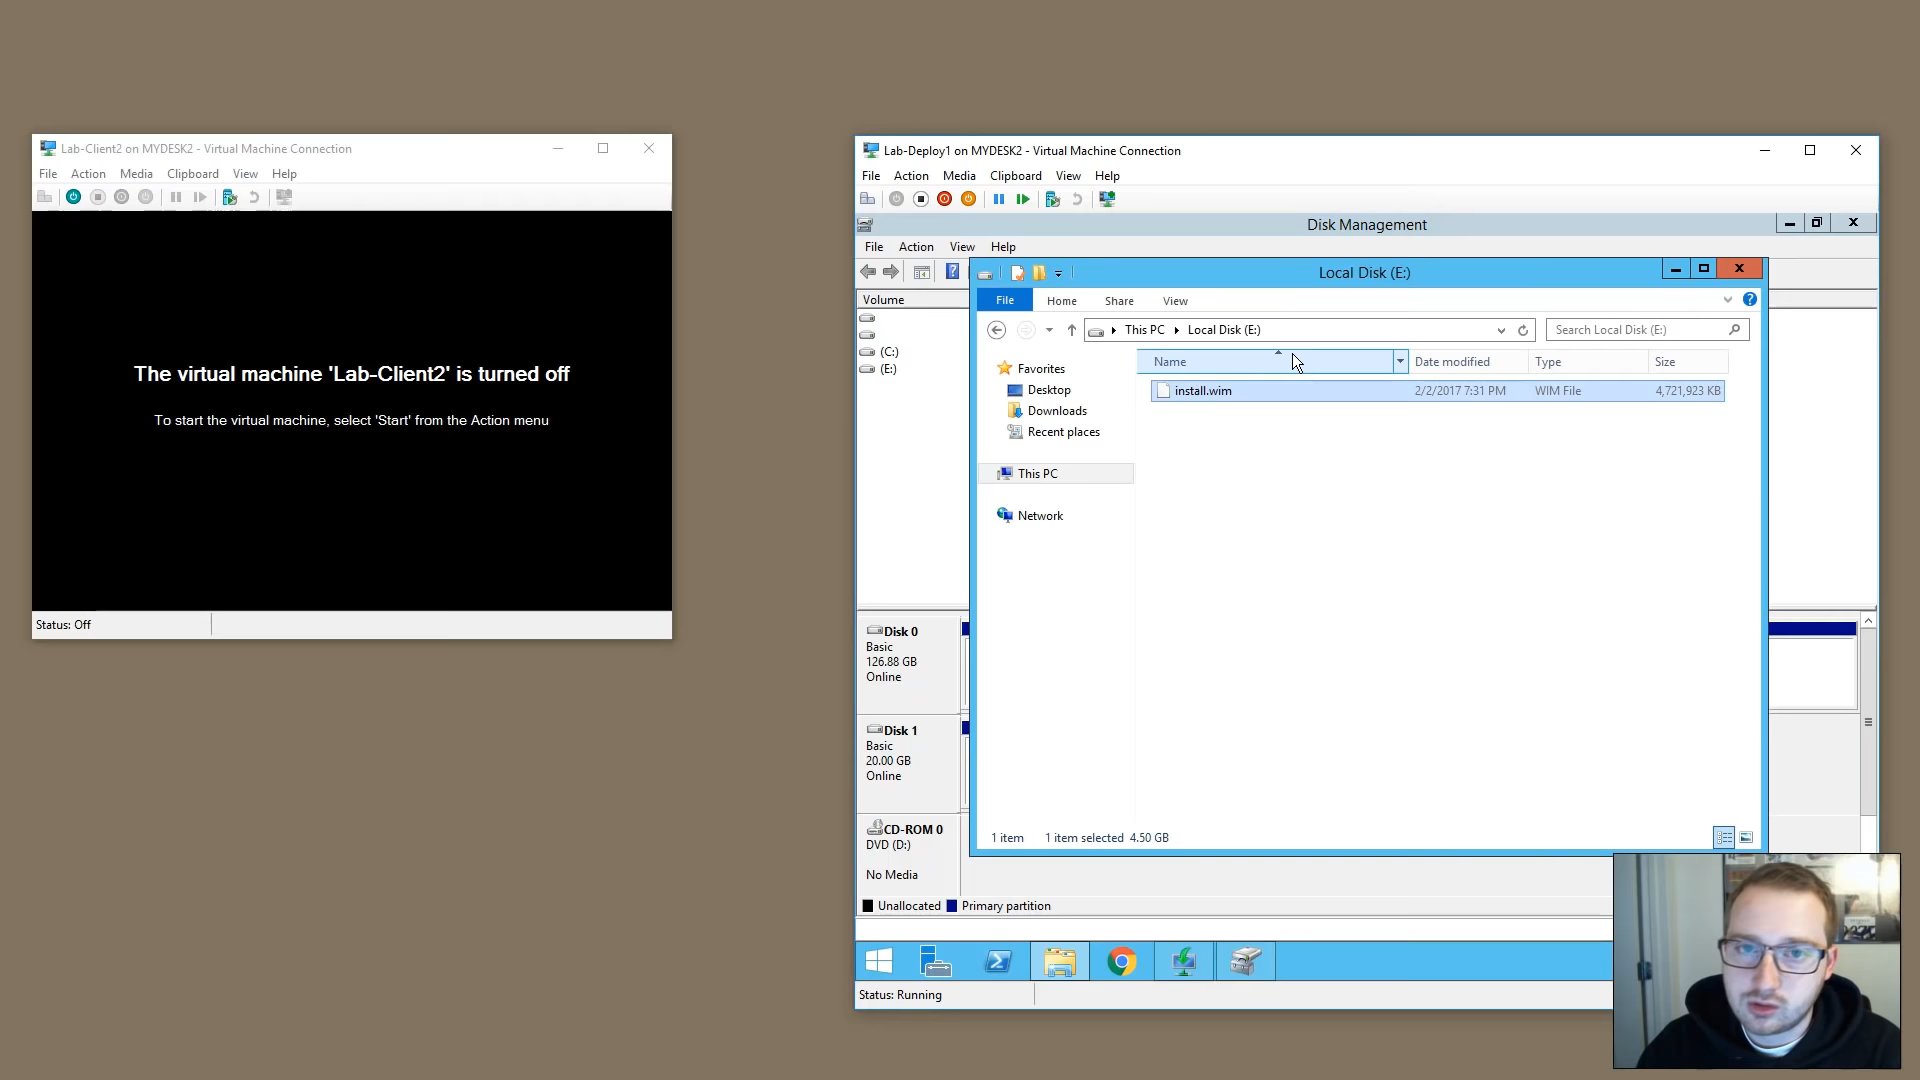 Lab-Client2 on MYDESK2 - Virtual Machine Connection
File Action Media Clipboard View Help
The virtual machine 'Lab-Client2' is turned off
To start the virtual machine, select 'Start' from the Action menu
Status: Off
Lab-Deploy1 on MYDESK2 - Virtual Machine Connection
File Action Media Clipboard View Help
Disk Management
File Action View Help
Volume
(C:)
(E:)
Local Disk (E:)
File Home Share View
This PC Local Disk (E:)
Search Local Disk (E:)
Favorites
Desktop
Downloads
Recent places
This PC
Network
Name Date modified Type Size
install.wim 2/2/2017 7:31 PM WIM File 4,721,923 KB
1 item 1 item selected 4.50 GB
Disk 0
Basic
126.88 GB
Online
Disk 1
Basic
20.00 GB
Online
CD-ROM 0
DVD (D:)
No Media
Unallocated Primary partition
Status: Running